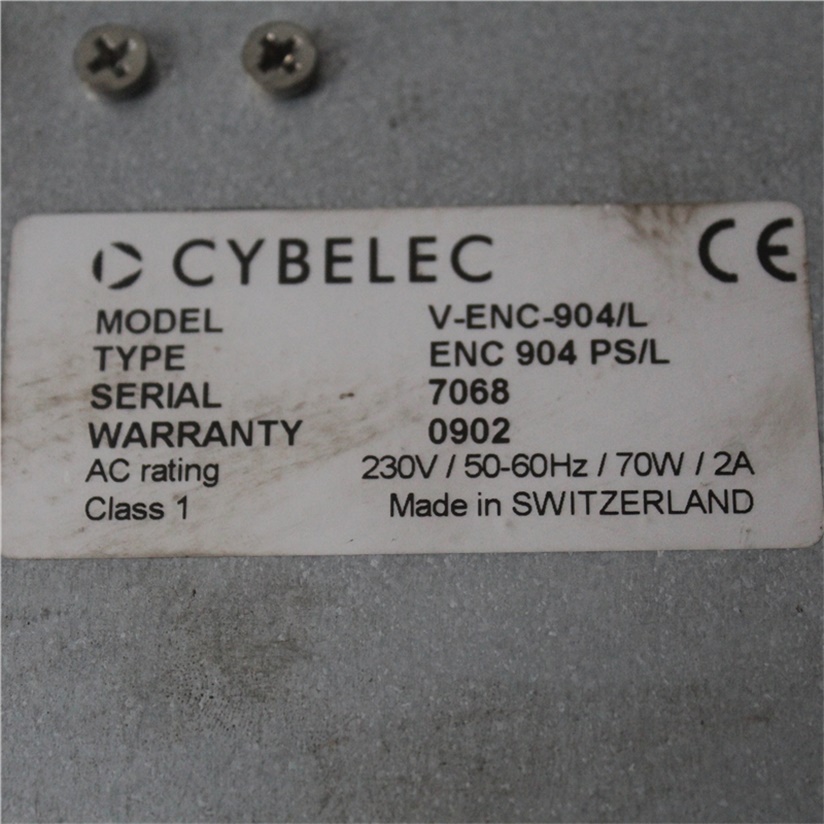 CYBELEC CE
MODEL V-ENC-904/L
TYPE ENC 904 PS/L
SERIAL 7068
WARRANTY 0902
AC rating 230V / 50-60Hz / 70W / 2A
Class 1 Made in SWITZERLAND